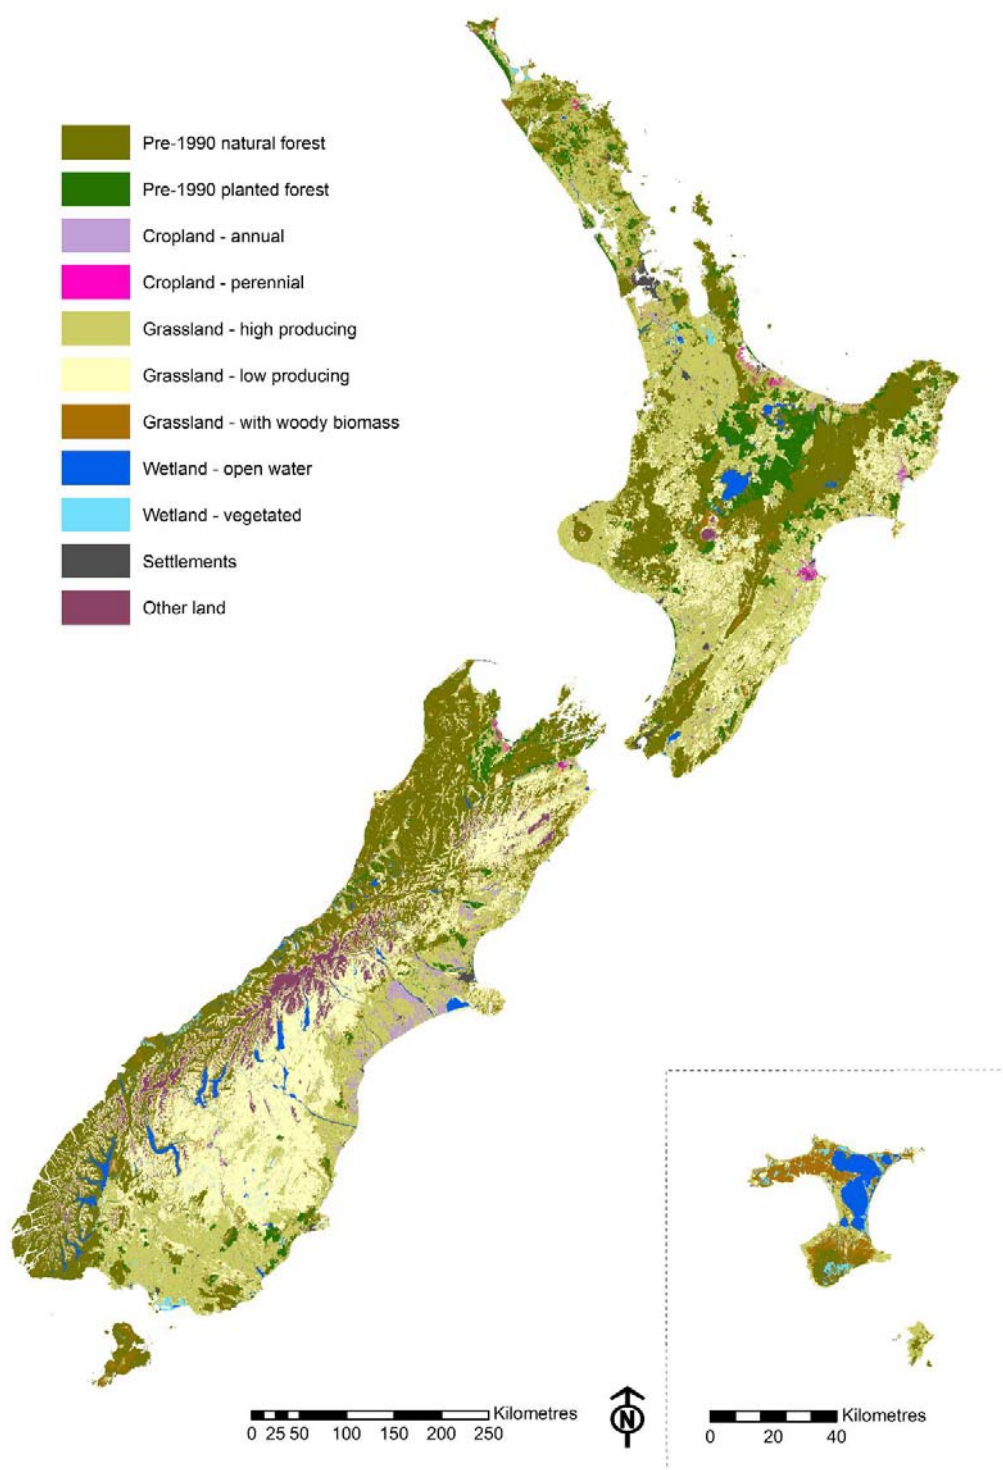 Pre-1990 natural forest
Pre-1990 planted forest
Cropland - annual
Cropland - perennial
Grassland - high producing
Grassland - low producing
Grassland - with woody biomass
Wetland - open water
Wetland - vegetated
Settlements
Other land
Kilometres
0 25 50 100 150 200 250
N
Kilometres
0 20 40